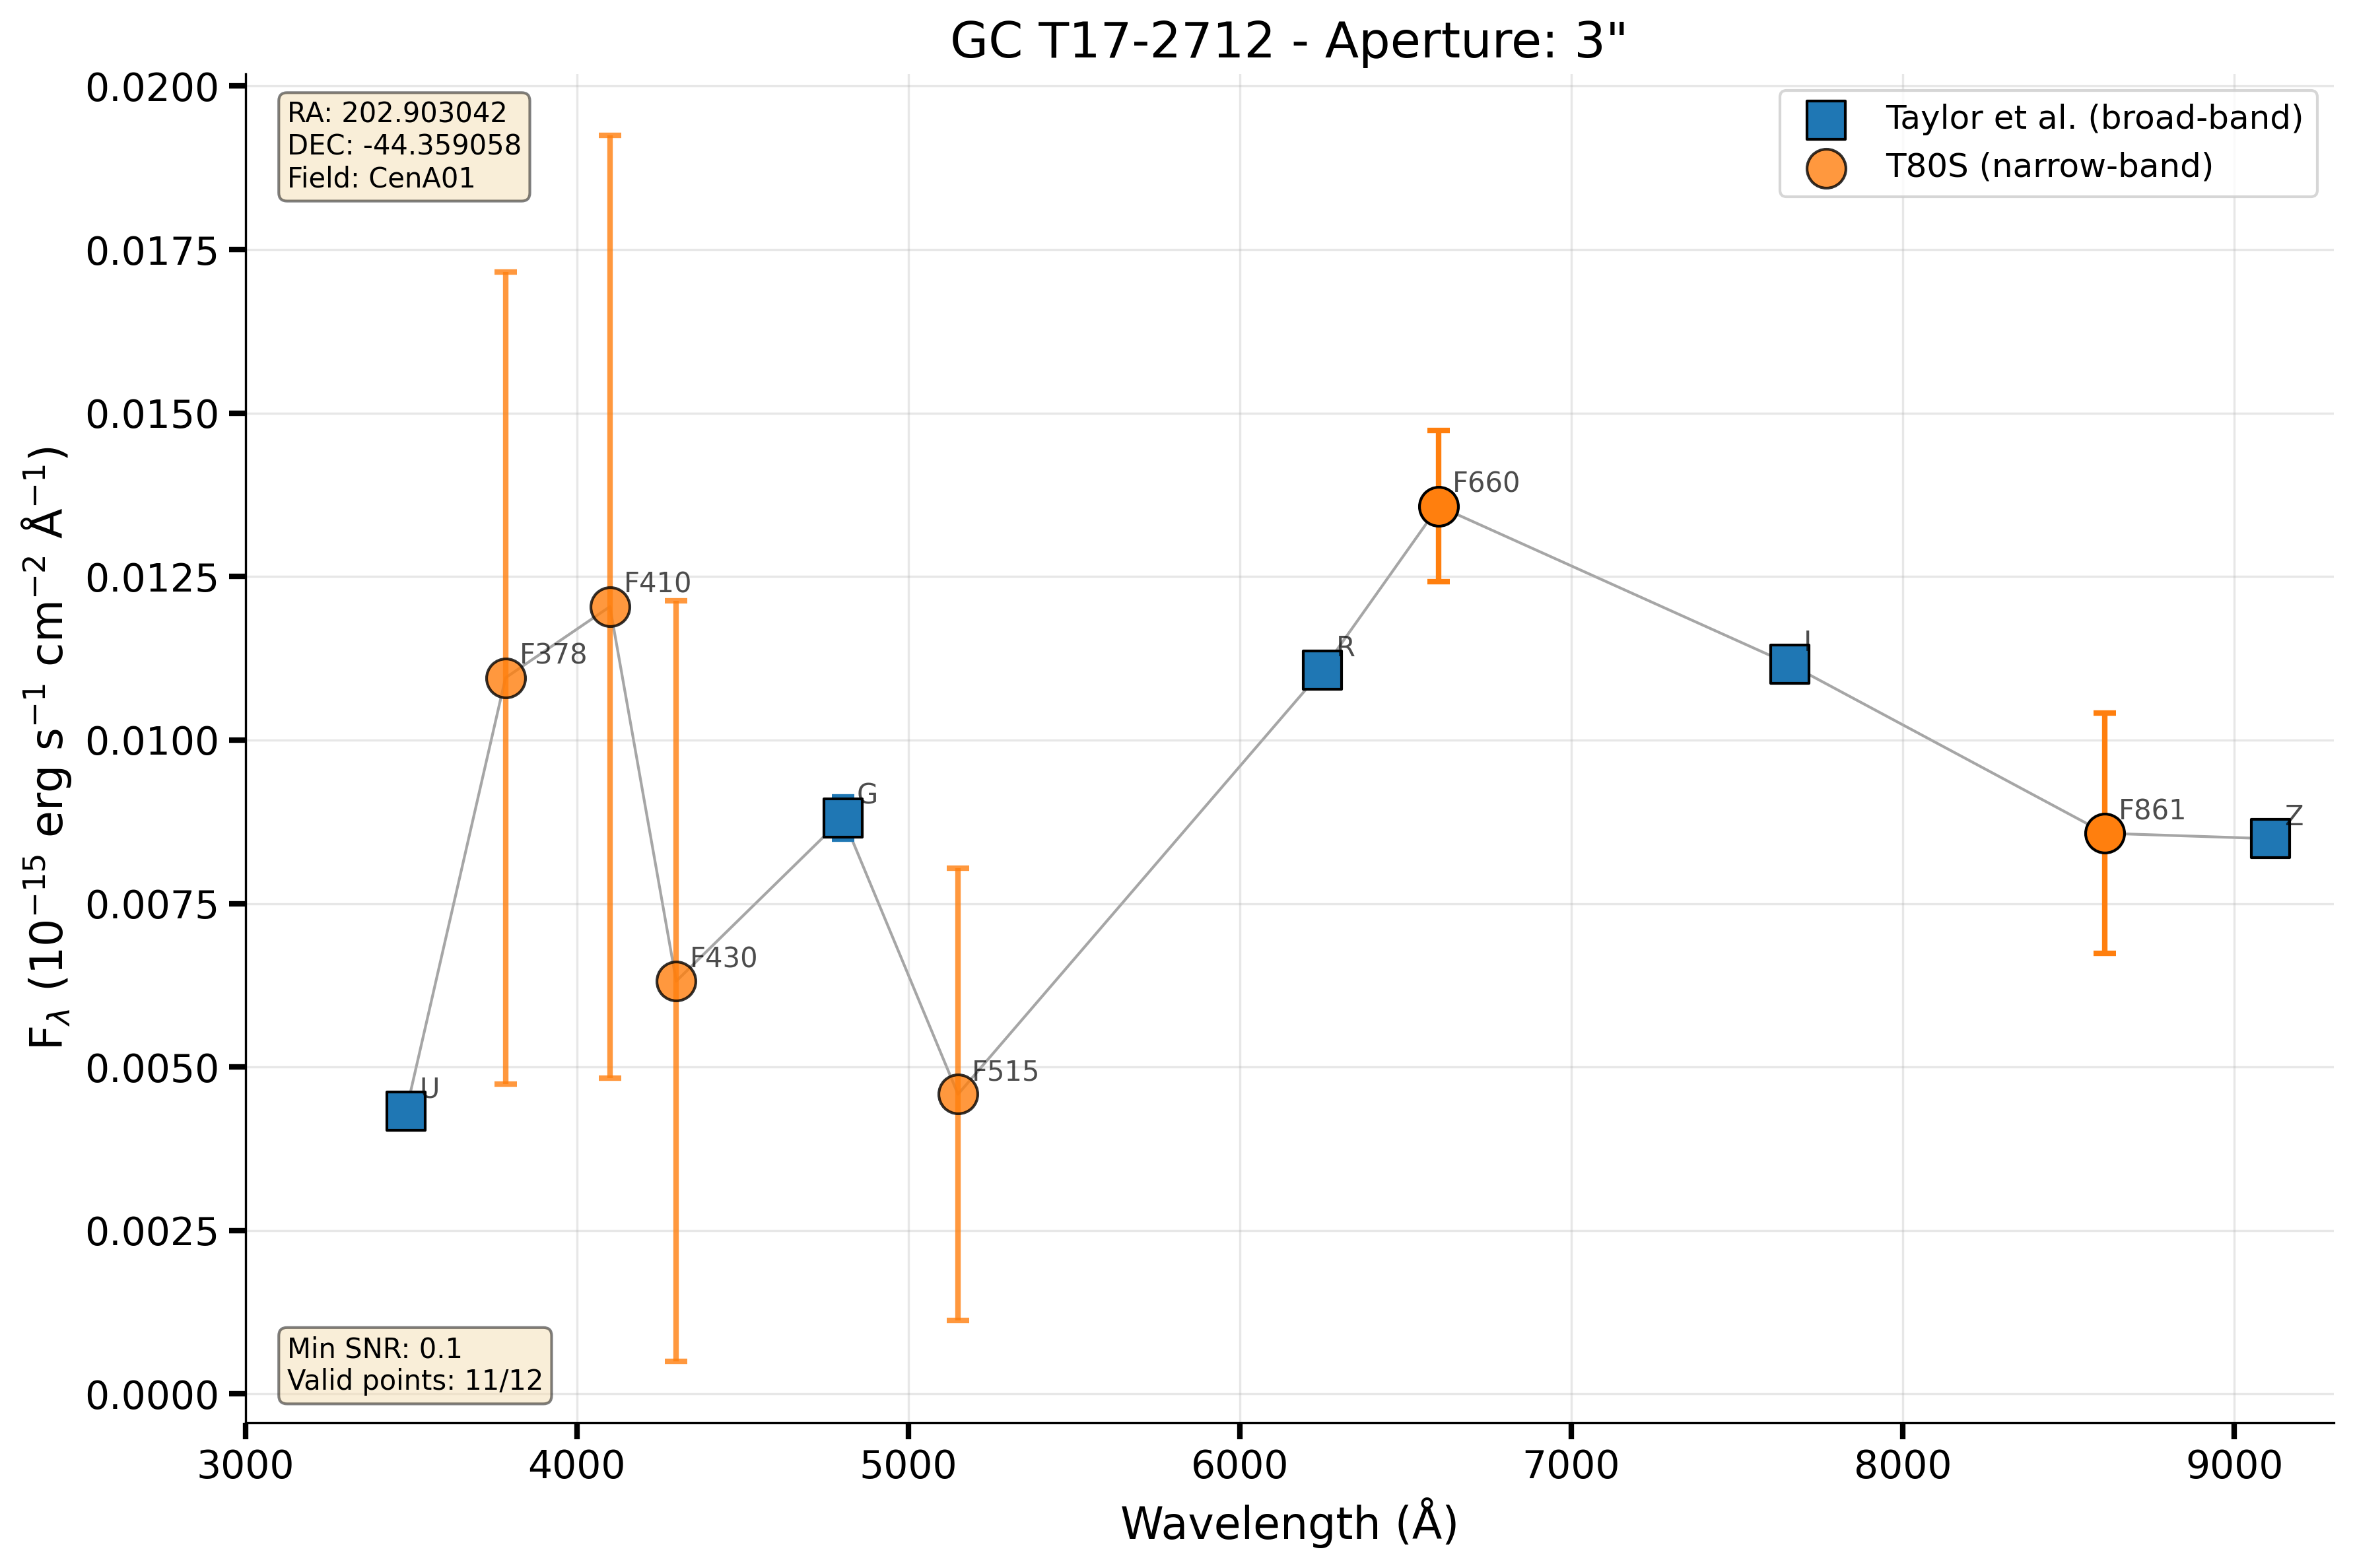 GC T17-2712 - Aperture: 3"
RA: 202.903042
DEC: -44.359058
Field: CenA01
Taylor et al. (broad-band)
T80S (narrow-band)
F_λ (10⁻¹⁵ erg s⁻¹ cm⁻² Å⁻¹)
0.0200
0.0175
0.0150
0.0125
0.0100
0.0075
0.0050
0.0025
0.0000
U
F378
F410
F430
G
F515
R
F660
I
F861
Z
Min SNR: 0.1
Valid points: 11/12
3000 4000 5000 6000 7000 8000 9000
Wavelength (Å)